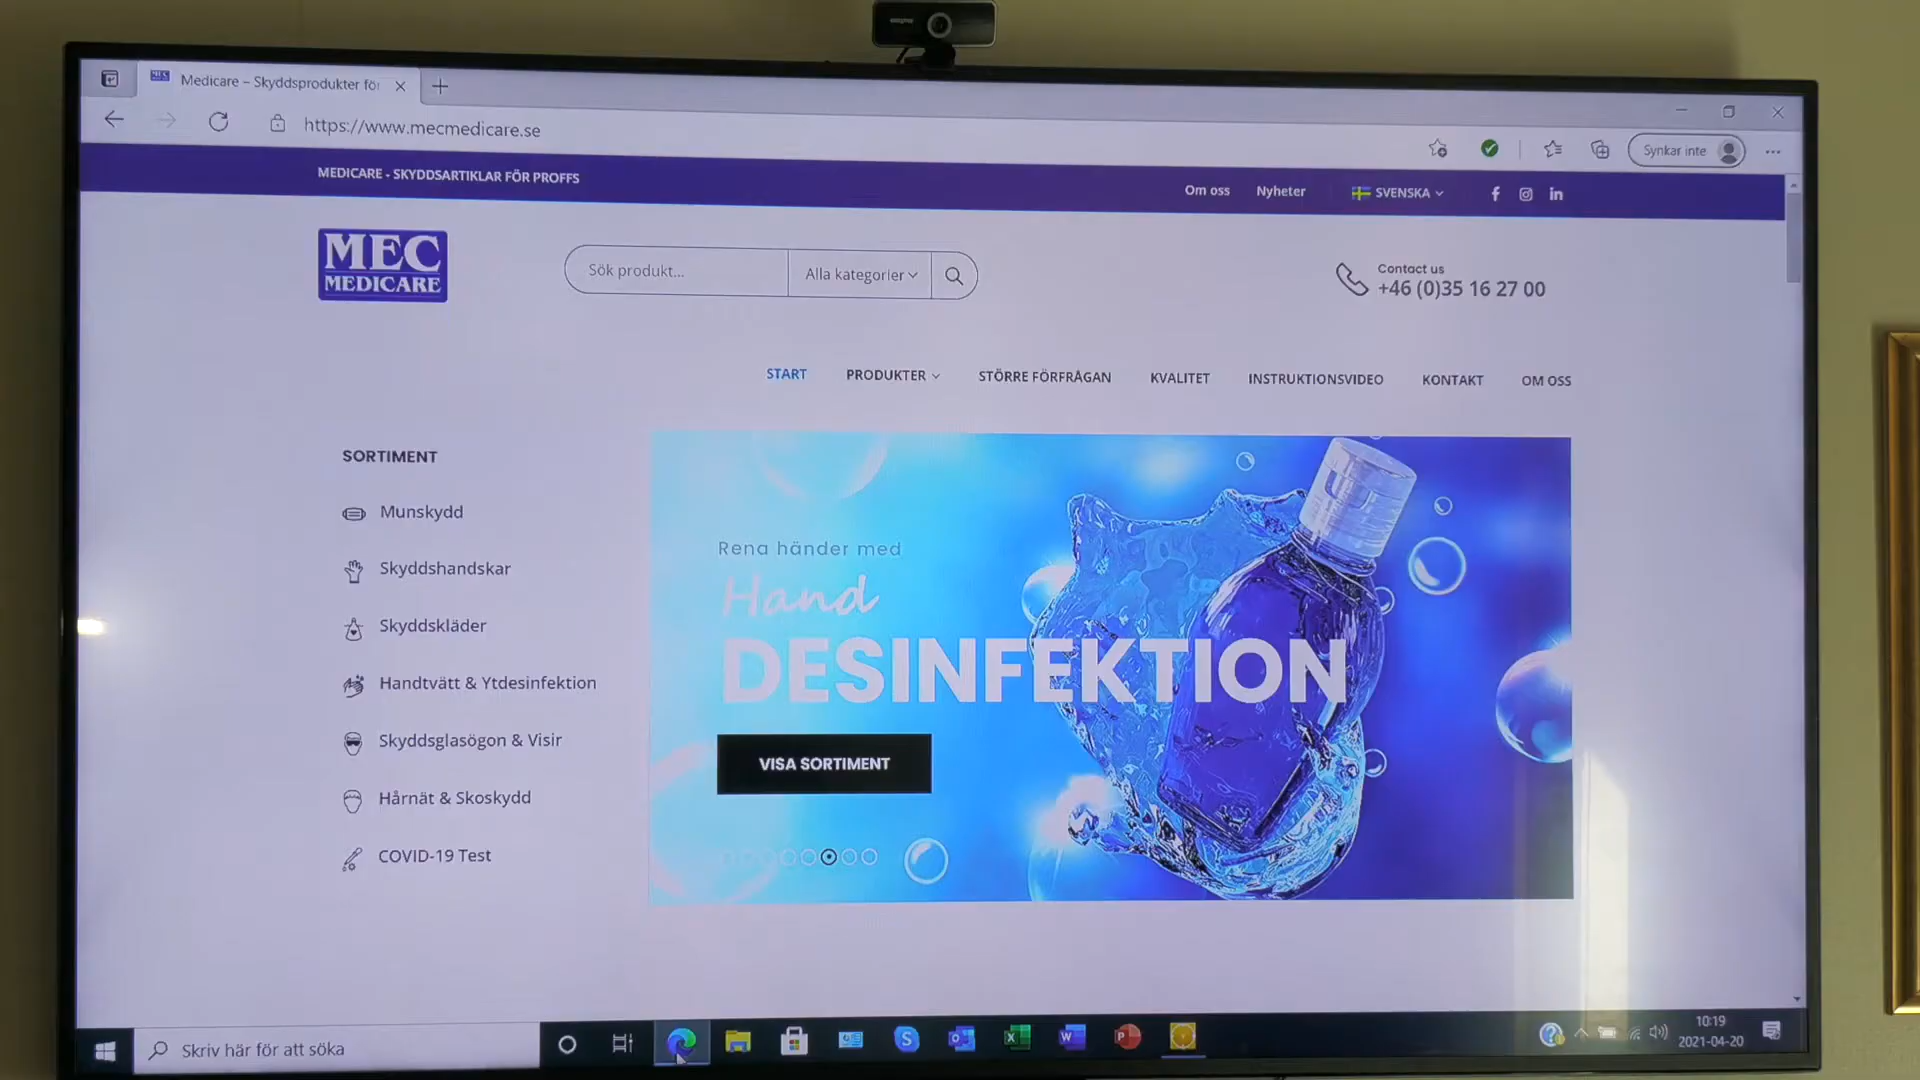 Medicare – Skyddsprodukter för
https://www.mecmedicare.se
Synkar inte
MEDICARE - SKYDDSARTIKLAR FÖR PROFFS
Om oss
Nyheter
SVENSKA
MEC
MEDICARE
Sök produkt...
Alla kategorier
Contact us
+46 (0)35 16 27 00
START
PRODUKTER
STÖRRE FÖRFRÅGAN
KVALITET
INSTRUKTIONSVIDEO
KONTAKT
OM OSS
SORTIMENT
Munskydd
Skyddshandskar
Skyddskläder
Handtvätt & Ytdesinfektion
Skyddsglasögon & Visir
Hårnät & Skoskydd
COVID-19 Test
Rena händer med
Hand
DESINFEKTION
VISA SORTIMENT
Skriv här för att söka
10:19
2021-04-20